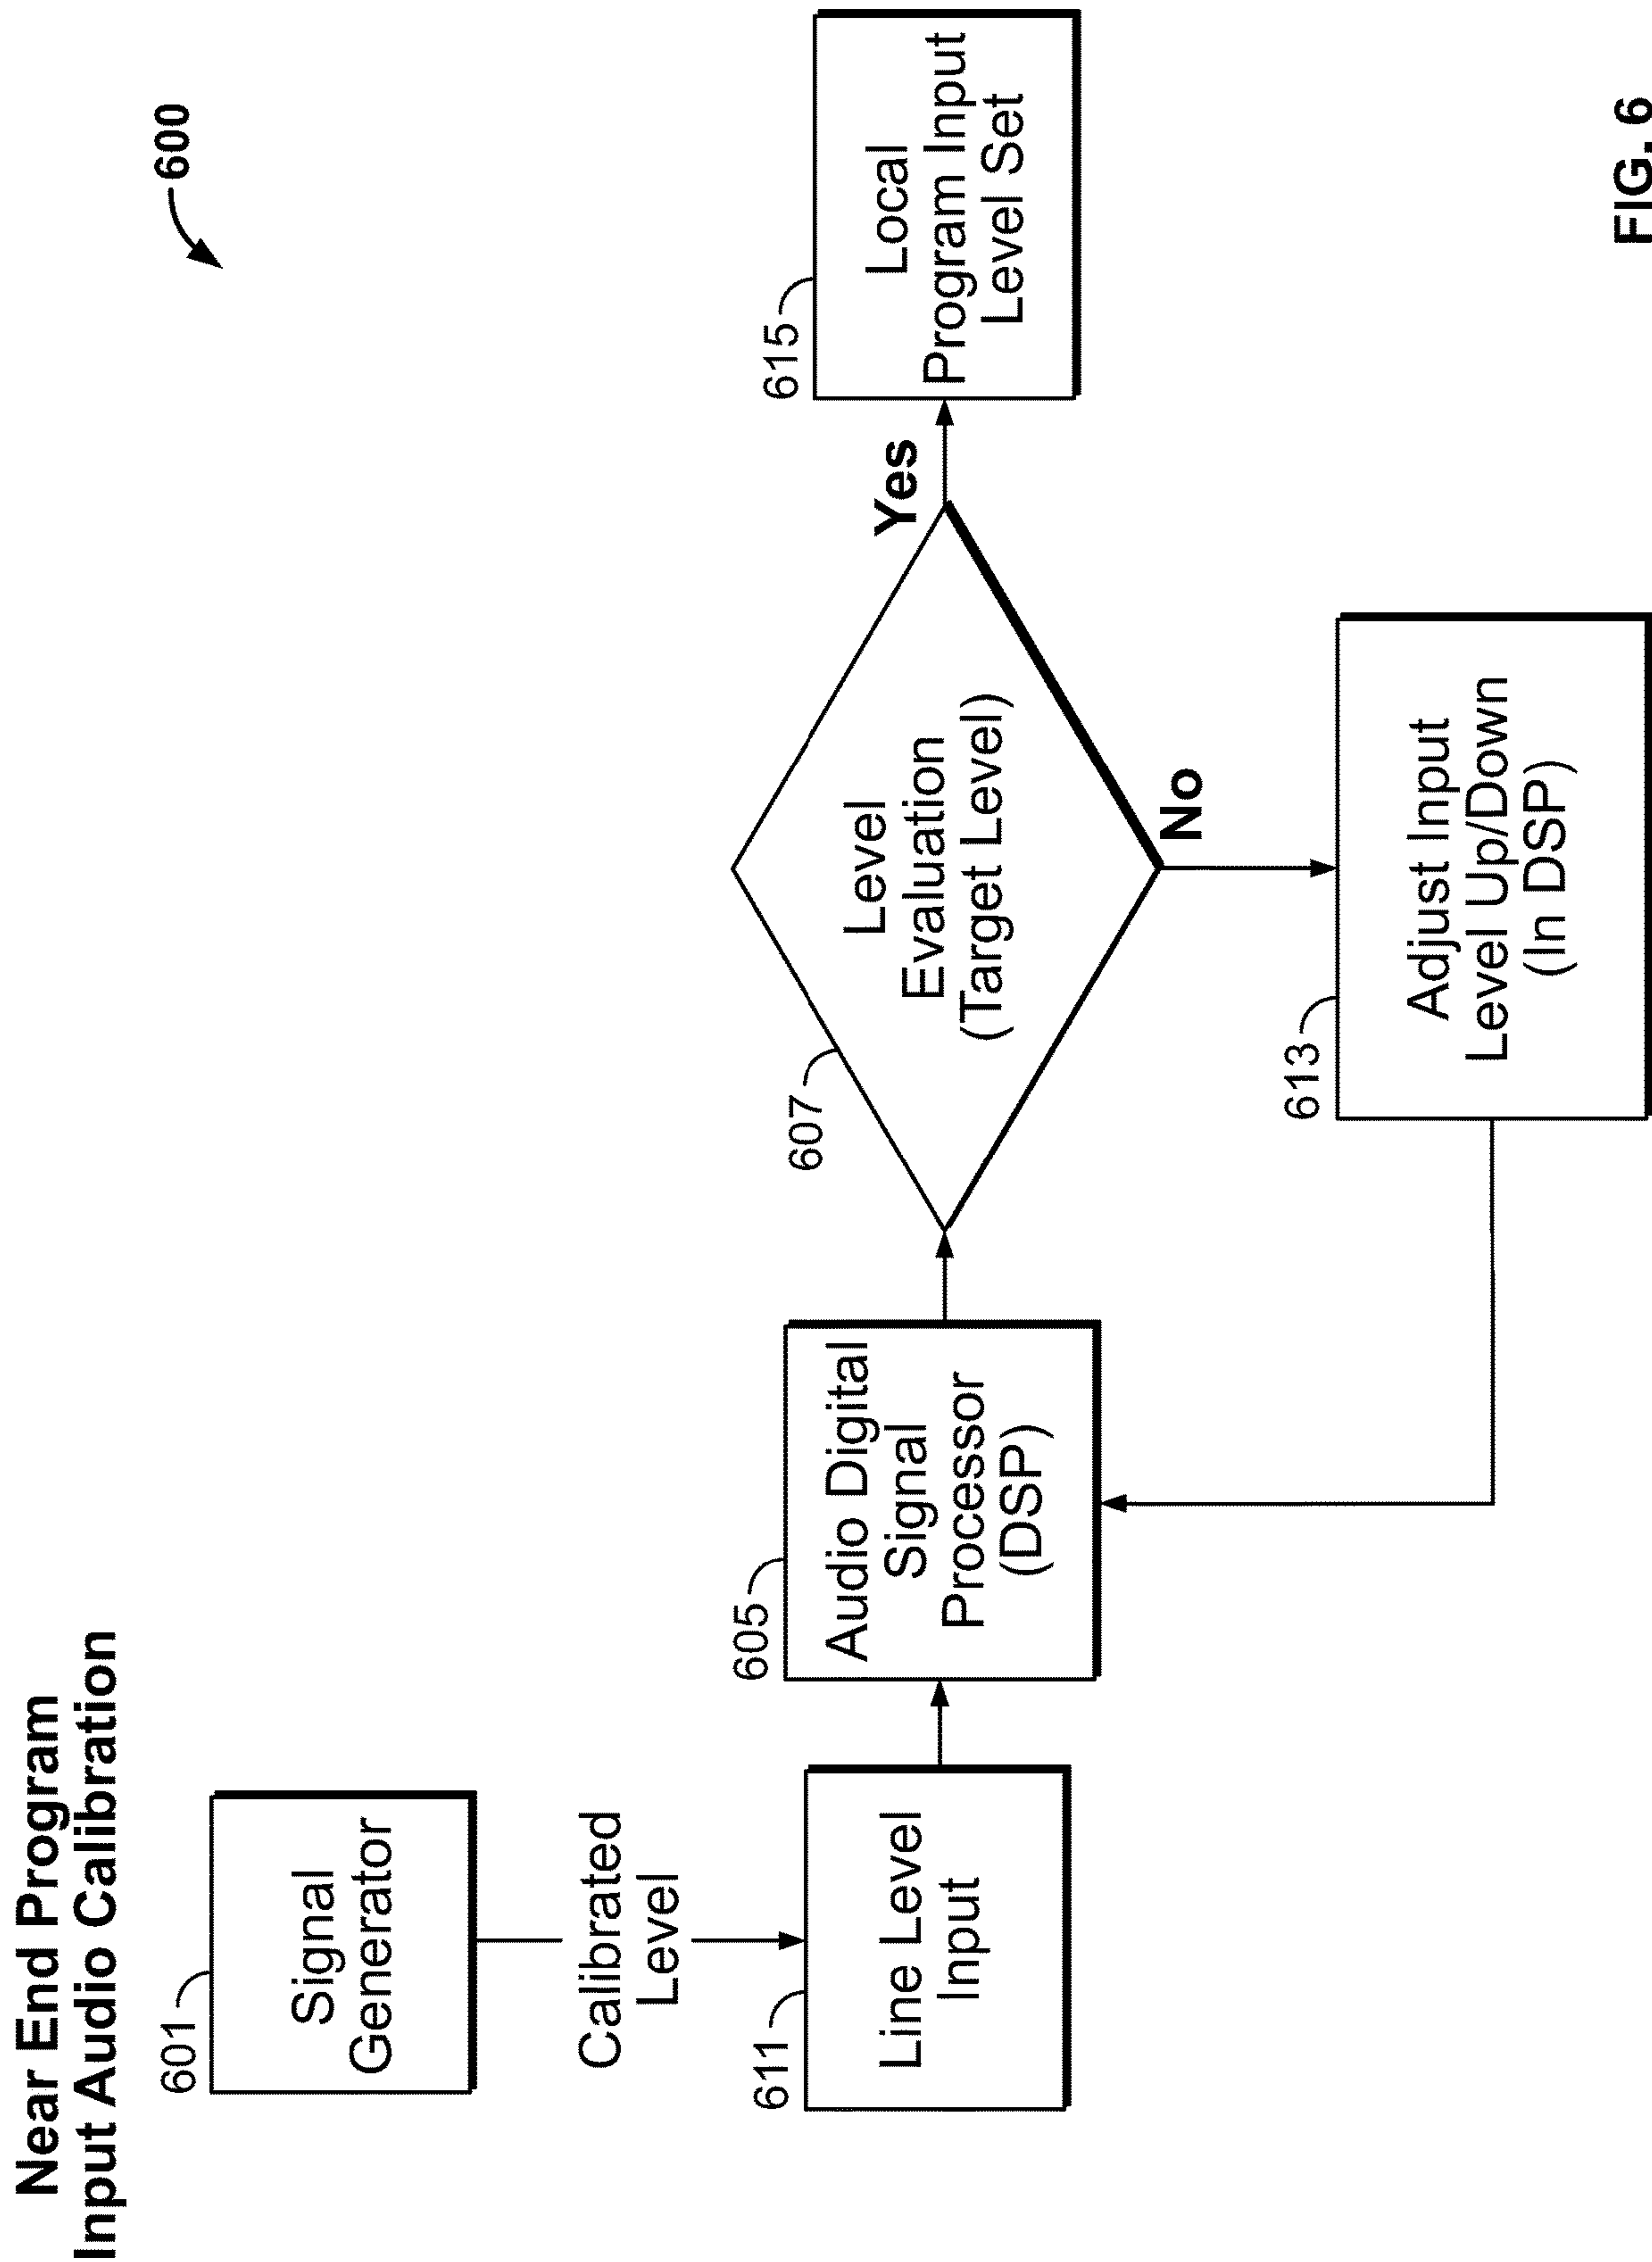 Near End Program
Input Audio Calibration
600
601
Signal
Generator
Calibrated
Level
611
Line Level
Input
605
Audio Digital
Signal
Processor
(DSP)
607
Level
Evaluation
(Target Level)
Yes
No
615
Local
Program Input
Level Set
613
Adjust Input
Level Up/Down
(In DSP)
FIG. 6